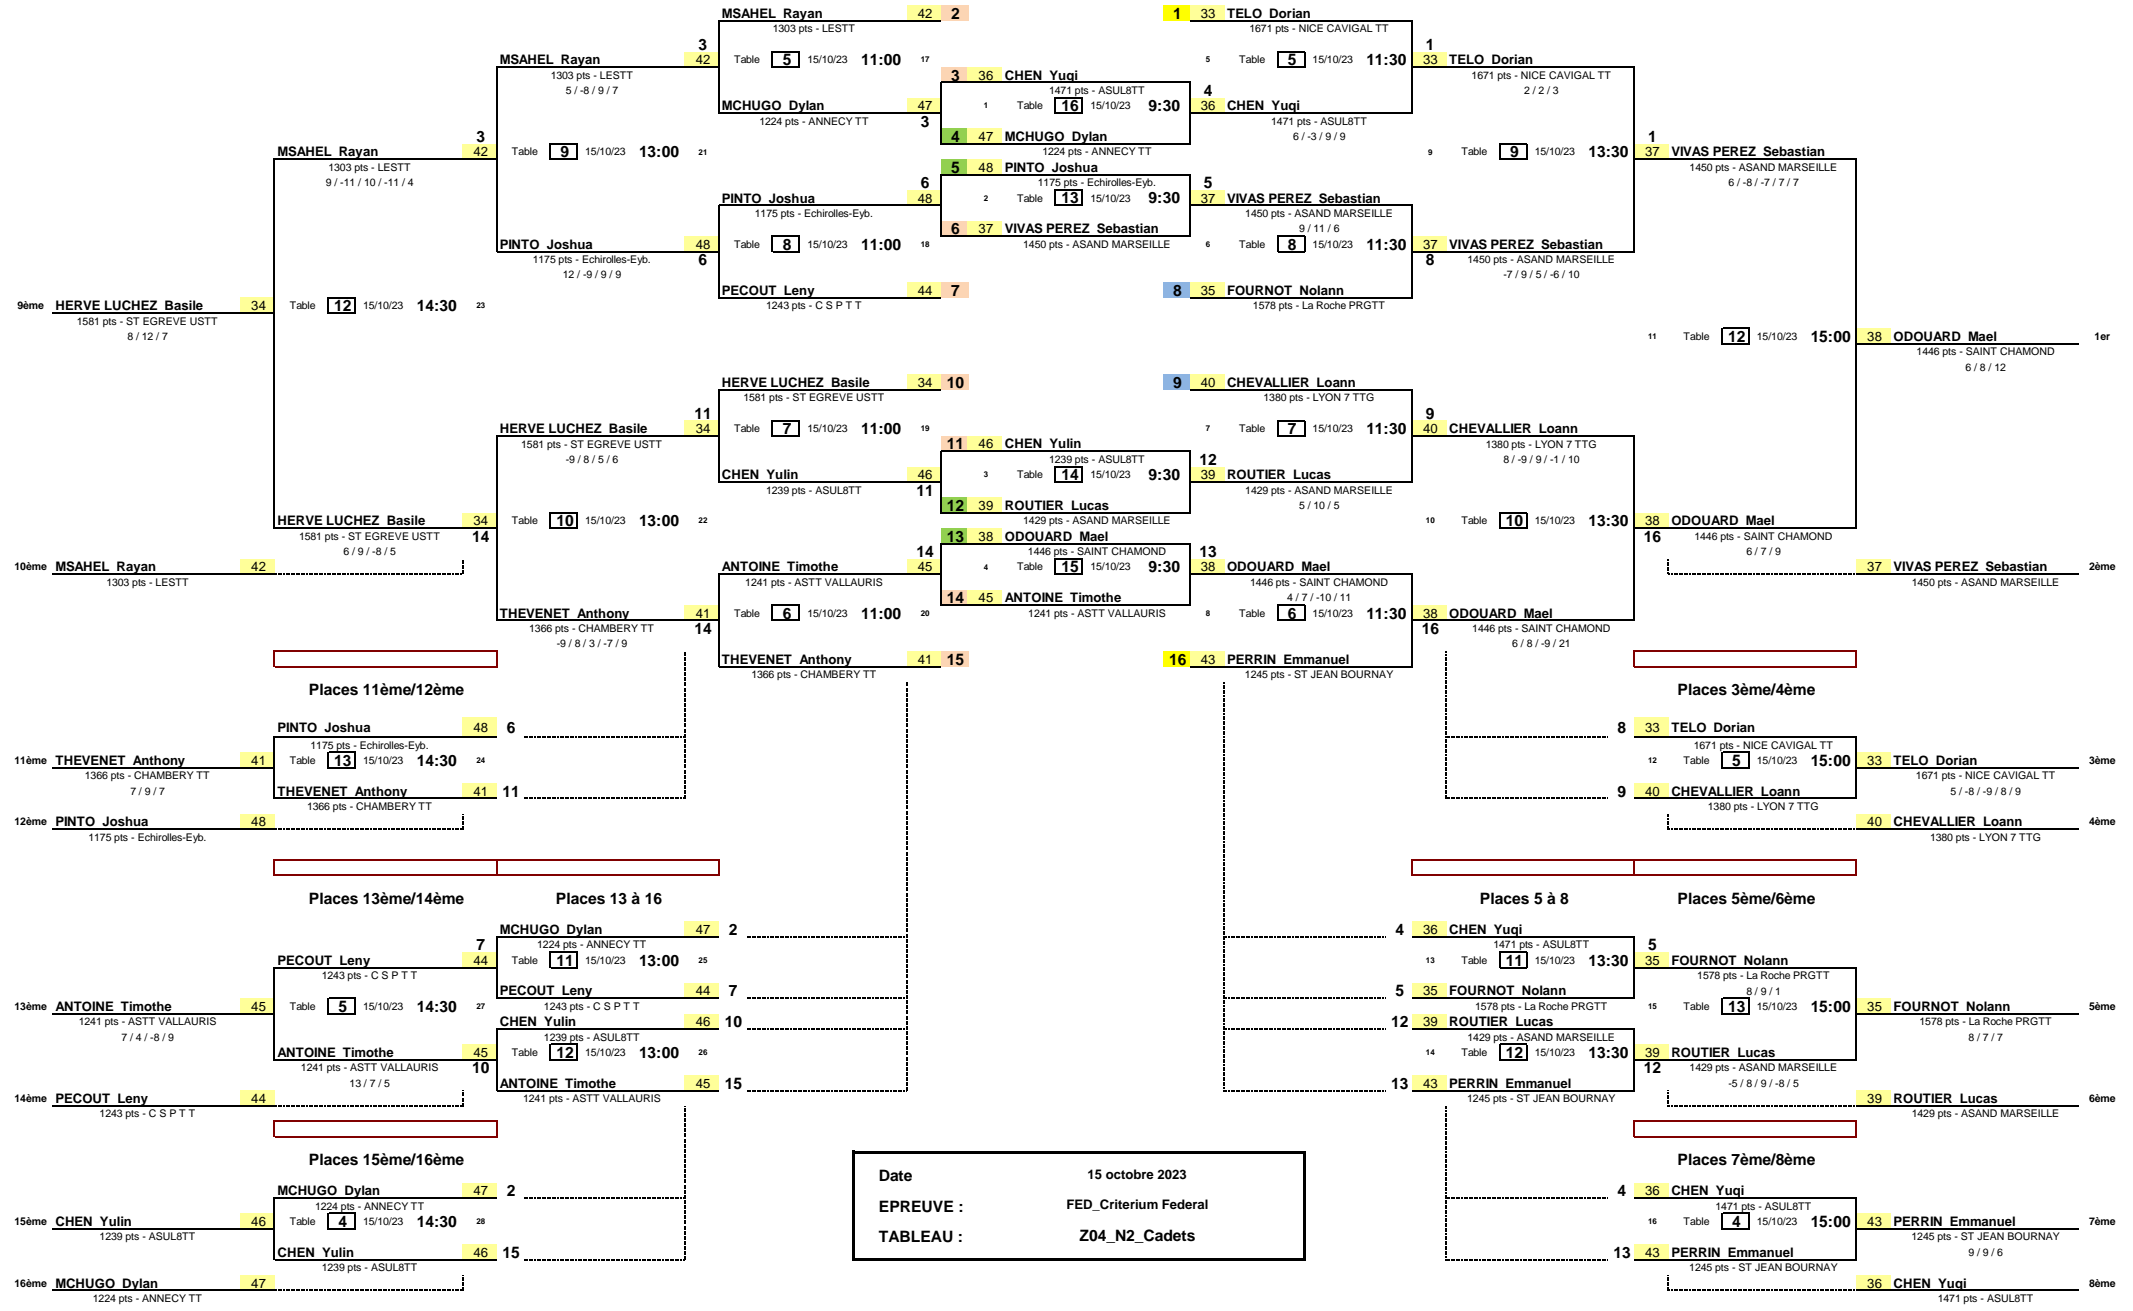 MSAHEL Rayan 42 2 1 33 TELO Dorian
1303 pts - LESTT 1671 pts - NICE CAVIGAL TT
3 1
MSAHEL Rayan 42 Table 5 15/10/23 11:00 17 5 Table 5 15/10/23 11:30 33 TELO Dorian
1303 pts - LESTT 3 36 CHEN Yuqi 1671 pts - NICE CAVIGAL TT
5 / -8 / 9 / 7 1471 pts - ASUL8TT 4 2 / 2 / 3
MCHUGO Dylan 47 1 Table 16 15/10/23 9:30 36 CHEN Yuqi
1224 pts - ANNECY TT 3 1471 pts - ASUL8TT
3 4 47 MCHUGO Dylan 6 / -3 / 9 / 9 1
MSAHEL Rayan 42 Table 9 15/10/23 13:00 21 1224 pts - ANNECY TT 9 Table 9 15/10/23 13:30 37 VIVAS PEREZ Sebastian
1303 pts - LESTT 5 48 PINTO Joshua 1450 pts - ASAND MARSEILLE
9 / -11 / 10 / -11 / 4 6 1175 pts - Echirolles-Eyb. 5 6 / -8 / -7 / 7 / 7
PINTO Joshua 48 2 Table 13 15/10/23 9:30 37 VIVAS PEREZ Sebastian
1175 pts - Echirolles-Eyb. 1450 pts - ASAND MARSEILLE
6 37 VIVAS PEREZ Sebastian 9 / 11 / 6
PINTO Joshua 48 Table 8 15/10/23 11:00 18 1450 pts - ASAND MARSEILLE 6 Table 8 15/10/23 11:30 37 VIVAS PEREZ Sebastian
1175 pts - Echirolles-Eyb. 6 8 1450 pts - ASAND MARSEILLE
12 / -9 / 9 / 9 -7 / 9 / 5 / -6 / 10
PECOUT Leny 44 7 8 35 FOURNOT Nolann
9ème HERVE LUCHEZ Basile 34 Table 12 15/10/23 14:30 23 1243 pts - C S P T T 1578 pts - La Roche PRGTT
1581 pts - ST EGREVE USTT
8 / 12 / 7 11 Table 12 15/10/23 15:00 38 ODOUARD Mael 1er
1446 pts - SAINT CHAMOND
6 / 8 / 12
HERVE LUCHEZ Basile 34 10 9 40 CHEVALLIER Loann
1581 pts - ST EGREVE USTT 1380 pts - LYON 7 TTG
11 9
HERVE LUCHEZ Basile 34 Table 7 15/10/23 11:00 19 7 Table 7 15/10/23 11:30 40 CHEVALLIER Loann
1581 pts - ST EGREVE USTT 11 46 CHEN Yulin 1380 pts - LYON 7 TTG
-9 / 8 / 5 / 6 1239 pts - ASUL8TT 12 8 / -9 / 9 / -1 / 10
CHEN Yulin 46 3 Table 14 15/10/23 9:30 39 ROUTIER Lucas
1239 pts - ASUL8TT 11 1429 pts - ASAND MARSEILLE
12 39 ROUTIER Lucas 5 / 10 / 5
HERVE LUCHEZ Basile 34 Table 10 15/10/23 13:00 22 1429 pts - ASAND MARSEILLE 10 Table 10 15/10/23 13:30 38 ODOUARD Mael
1581 pts - ST EGREVE USTT 14 13 38 ODOUARD Mael 16 1446 pts - SAINT CHAMOND
6 / 9 / -8 / 5 14 1446 pts - SAINT CHAMOND 13 6 / 7 / 9
10ème MSAHEL Rayan 42 ANTOINE Timothe 45 4 Table 15 15/10/23 9:30 38 ODOUARD Mael 37 VIVAS PEREZ Sebastian 2ème
1303 pts - LESTT 1241 pts - ASTT VALLAURIS 1446 pts - SAINT CHAMOND 1450 pts - ASAND MARSEILLE
14 45 ANTOINE Timothe 4 / 7 / -10 / 11
THEVENET Anthony 41 Table 6 15/10/23 11:00 20 1241 pts - ASTT VALLAURIS 8 Table 6 15/10/23 11:30 38 ODOUARD Mael
1366 pts - CHAMBERY TT 14 16 1446 pts - SAINT CHAMOND
-9 / 8 / 3 / -7 / 9 6 / 8 / -9 / 21
THEVENET Anthony 41 15 16 43 PERRIN Emmanuel
1366 pts - CHAMBERY TT 1245 pts - ST JEAN BOURNAY
Places 11ème/12ème Places 3ème/4ème
PINTO Joshua 48 6 8 33 TELO Dorian
1175 pts - Echirolles-Eyb. 1671 pts - NICE CAVIGAL TT
11ème THEVENET Anthony 41 Table 13 15/10/23 14:30 24 12 Table 5 15/10/23 15:00 33 TELO Dorian 3ème
1366 pts - CHAMBERY TT 1671 pts - NICE CAVIGAL TT
7 / 9 / 7 THEVENET Anthony 41 11 9 40 CHEVALLIER Loann 5 / -8 / -9 / 8 / 9
1366 pts - CHAMBERY TT 1380 pts - LYON 7 TTG
12ème PINTO Joshua 48 40 CHEVALLIER Loann 4ème
1175 pts - Echirolles-Eyb. 1380 pts - LYON 7 TTG
Places 13ème/14ème Places 13 à 16 Places 5 à 8 Places 5ème/6ème
MCHUGO Dylan 47 2 4 36 CHEN Yuqi
7 1224 pts - ANNECY TT 1471 pts - ASUL8TT 5
PECOUT Leny 44 Table 11 15/10/23 13:00 25 13 Table 11 15/10/23 13:30 35 FOURNOT Nolann
1243 pts - C S P T T 1578 pts - La Roche PRGTT
PECOUT Leny 44 7 5 35 FOURNOT Nolann 8 / 9 / 1
13ème ANTOINE Timothe 45 Table 5 15/10/23 14:30 27 1243 pts - C S P T T 1578 pts - La Roche PRGTT 15 Table 13 15/10/23 15:00 35 FOURNOT Nolann 5ème
1241 pts - ASTT VALLAURIS CHEN Yulin 46 10 12 39 ROUTIER Lucas 1578 pts - La Roche PRGTT
7 / 4 / -8 / 9 1239 pts - ASUL8TT 1429 pts - ASAND MARSEILLE 8 / 7 / 7
ANTOINE Timothe 45 Table 12 15/10/23 13:00 26 14 Table 12 15/10/23 13:30 39 ROUTIER Lucas
1241 pts - ASTT VALLAURIS 10 12 1429 pts - ASAND MARSEILLE
13 / 7 / 5 ANTOINE Timothe 45 15 13 43 PERRIN Emmanuel -5 / 8 / 9 / -8 / 5
14ème PECOUT Leny 44 1241 pts - ASTT VALLAURIS 1245 pts - ST JEAN BOURNAY 39 ROUTIER Lucas 6ème
1243 pts - C S P T T 1429 pts - ASAND MARSEILLE
Places 15ème/16ème Places 7ème/8ème
Date 15 octobre 2023
MCHUGO Dylan 47 2 4 36 CHEN Yuqi
1224 pts - ANNECY TT EPREUVE : FED_Criterium Federal 1471 pts - ASUL8TT
15ème CHEN Yulin 46 Table 4 15/10/23 14:30 28 16 Table 4 15/10/23 15:00 43 PERRIN Emmanuel 7ème
1239 pts - ASUL8TT TABLEAU : Z04_N2_Cadets 1245 pts - ST JEAN BOURNAY
CHEN Yulin 46 15 13 43 PERRIN Emmanuel 9 / 9 / 6
1239 pts - ASUL8TT 1245 pts - ST JEAN BOURNAY
16ème MCHUGO Dylan 47 36 CHEN Yuqi 8ème
1224 pts - ANNECY TT 1471 pts - ASUL8TT